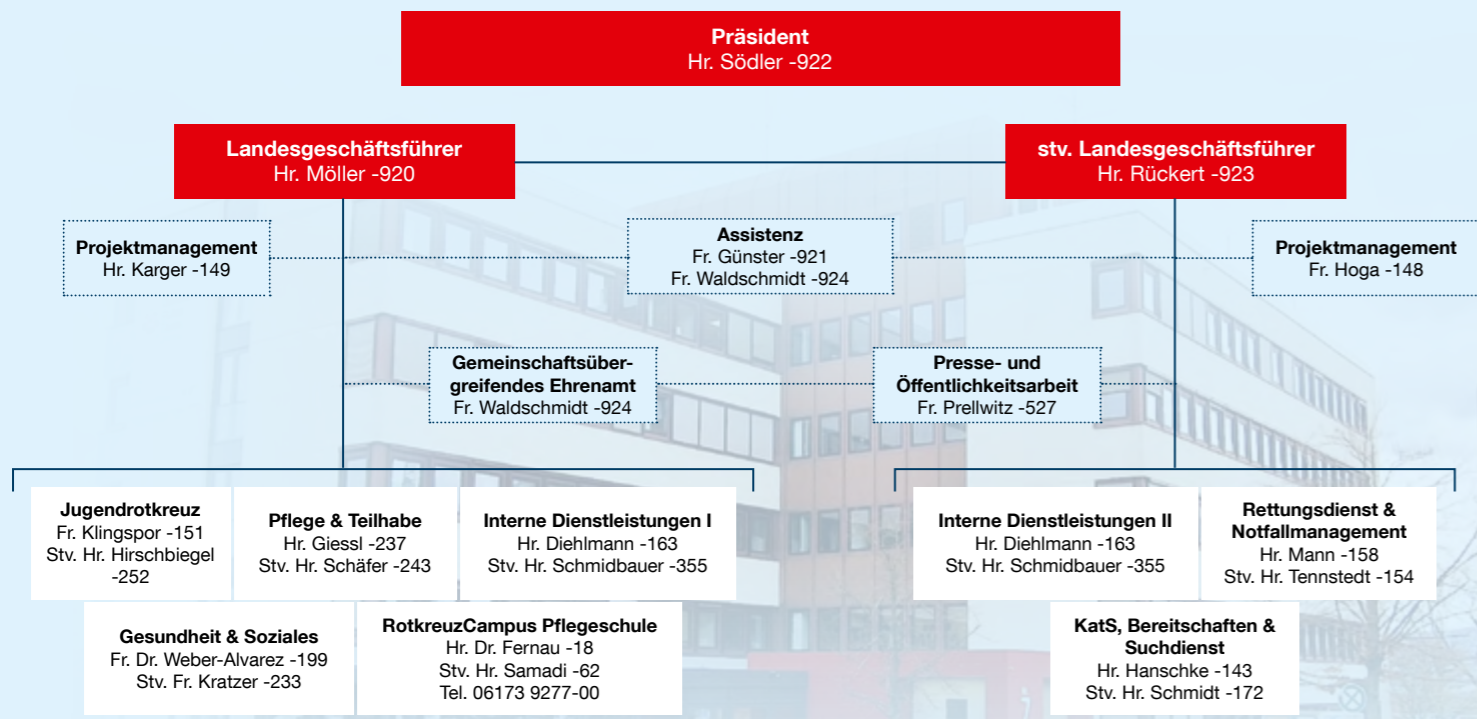 Präsident
Hr. Södler -922
Landesgeschäftsführer
Hr. Möller -920
stv. Landesgeschäftsführer
Hr. Rückert -923
Projektmanagement
Hr. Karger -149
Assistenz
Fr. Günster -921
Fr. Waldschmidt -924
Projektmanagement
Fr. Hoga -148
Gemeinschaftsüber-
greifendes Ehrenamt
Fr. Waldschmidt -924
Presse- und
Öffentlichkeitsarbeit
Fr. Prellwitz -527
Jugendrotkreuz
Fr. Klingspor -151
Stv. Hr. Hirschbiegel
-252
Pflege & Teilhabe
Hr. Giessl -237
Stv. Hr. Schäfer -243
Interne Dienstleistungen I
Hr. Diehlmann -163
Stv. Hr. Schmidbauer -355
Interne Dienstleistungen II
Hr. Diehlmann -163
Stv. Hr. Schmidbauer -355
Rettungsdienst &
Notfallmanagement
Hr. Mann -158
Stv. Hr. Tennstedt -154
Gesundheit & Soziales
Fr. Dr. Weber-Alvarez -199
Stv. Fr. Kratzer -233
RotkreuzCampus Pflegeschule
Hr. Dr. Fernau -18
Stv. Hr. Samadi -62
Tel. 06173 9277-00
KatS, Bereitschaften &
Suchdienst
Hr. Hanschke -143
Stv. Hr. Schmidt -172